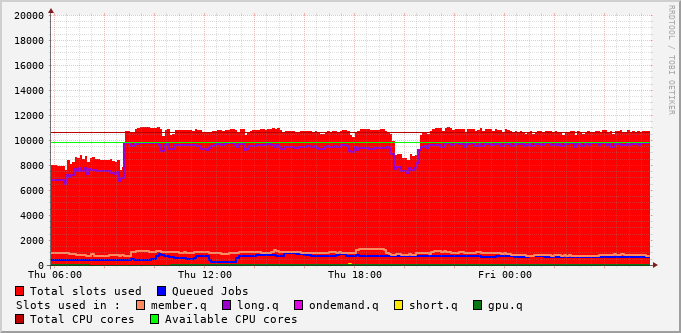 20000
18000
16000
14000
12000
10000
8000
6000
4000
2000
0
Thu 06:00 Thu 12:00 Thu 18:00 Fri 00:00
Total slots used Queued Jobs
Slots used in : member.q long.q ondemand.q short.q gpu.q
Total CPU cores Available CPU cores
RRDTOOL / TOBI OETIKER